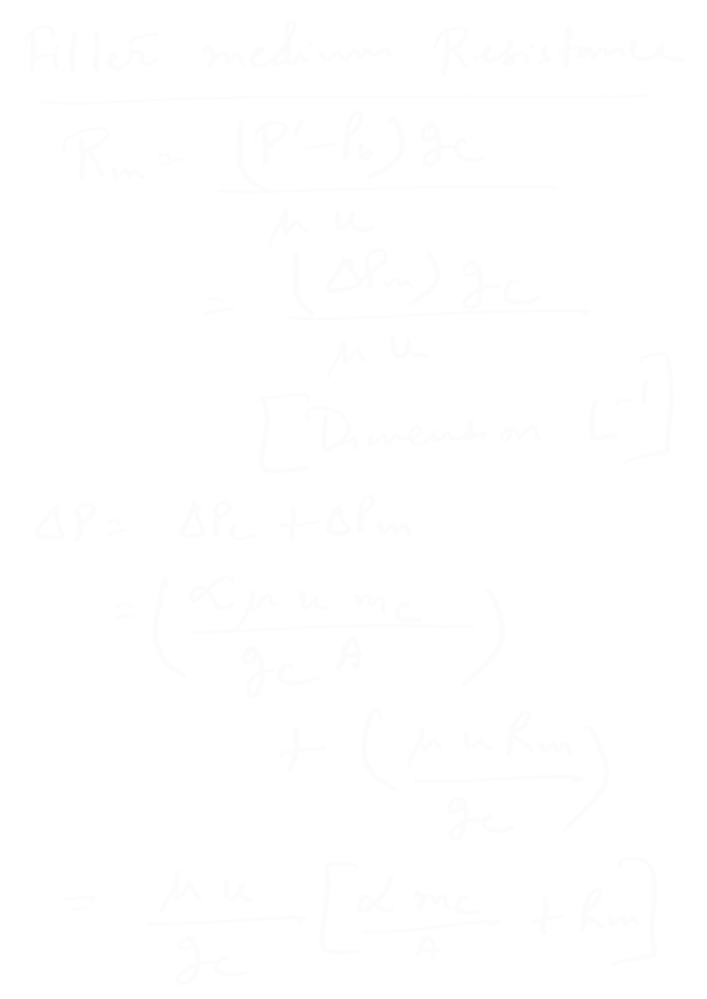 Filter medium Resistance
Rm = (P' - Pb) gc / μ u
= (ΔPm) gc / μ u
[Dimension L⁻¹]
ΔP = ΔPc + ΔPm
= (α μ u mc / gc A)
+ (μ u Rm / gc)
= μ u / gc [α mc / A + Rm]